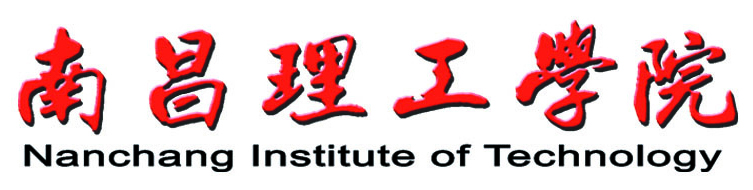 南昌理工學院
Nanchang Institute of Technology